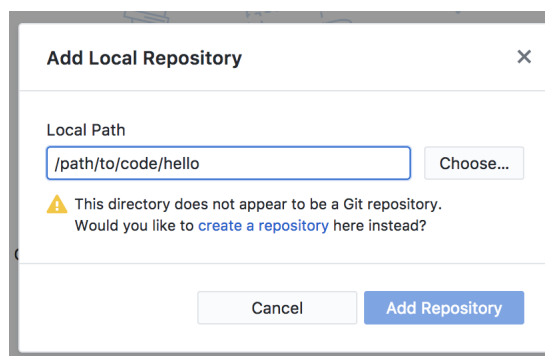 Add Local Repository
Local Path
/path/to/code/hello
Choose...
This directory does not appear to be a Git repository.
Would you like to create a repository here instead?
Cancel
Add Repository